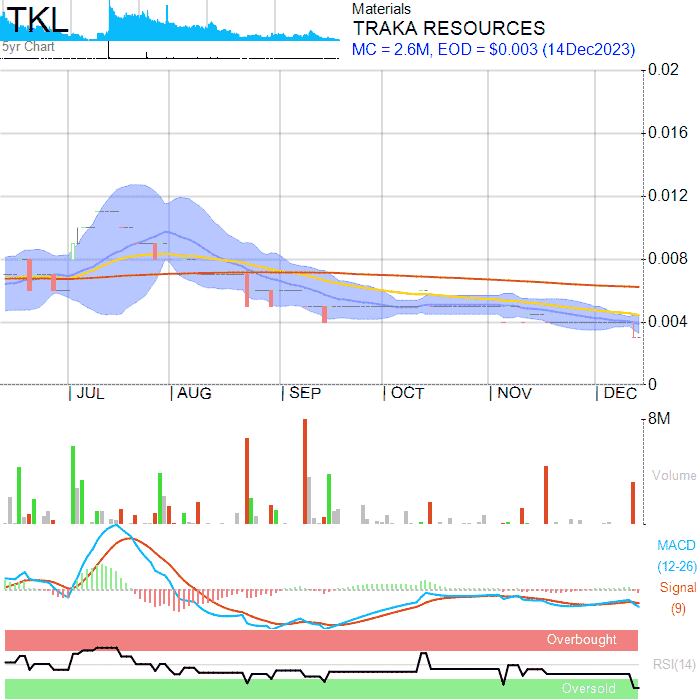 TKL
5yr Chart
Materials
TRAKA RESOURCES
MC = 2.6M, EOD = $0.003 (14Dec2023)
0.02
0.016
0.012
0.008
0.004
0
JUL AUG SEP OCT NOV DEC
8M
Volume
MACD
(12-26)
Signal
(9)
Overbought
RSI(14)
Oversold